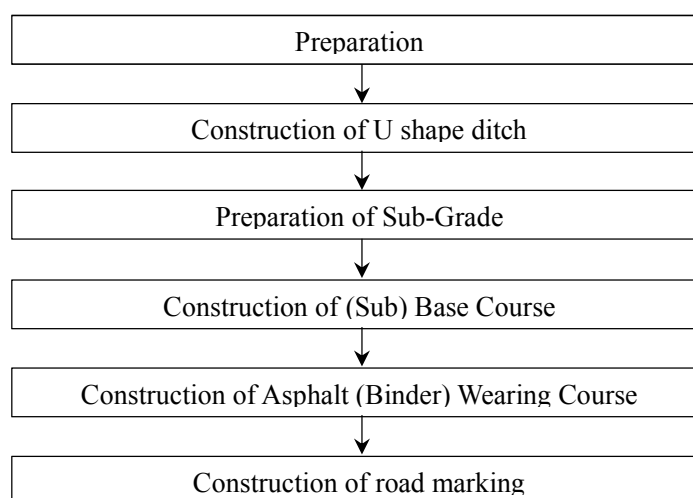 Preparation
Construction of U shape ditch
Preparation of Sub-Grade
Construction of (Sub) Base Course
Construction of Asphalt (Binder) Wearing Course
Construction of road marking